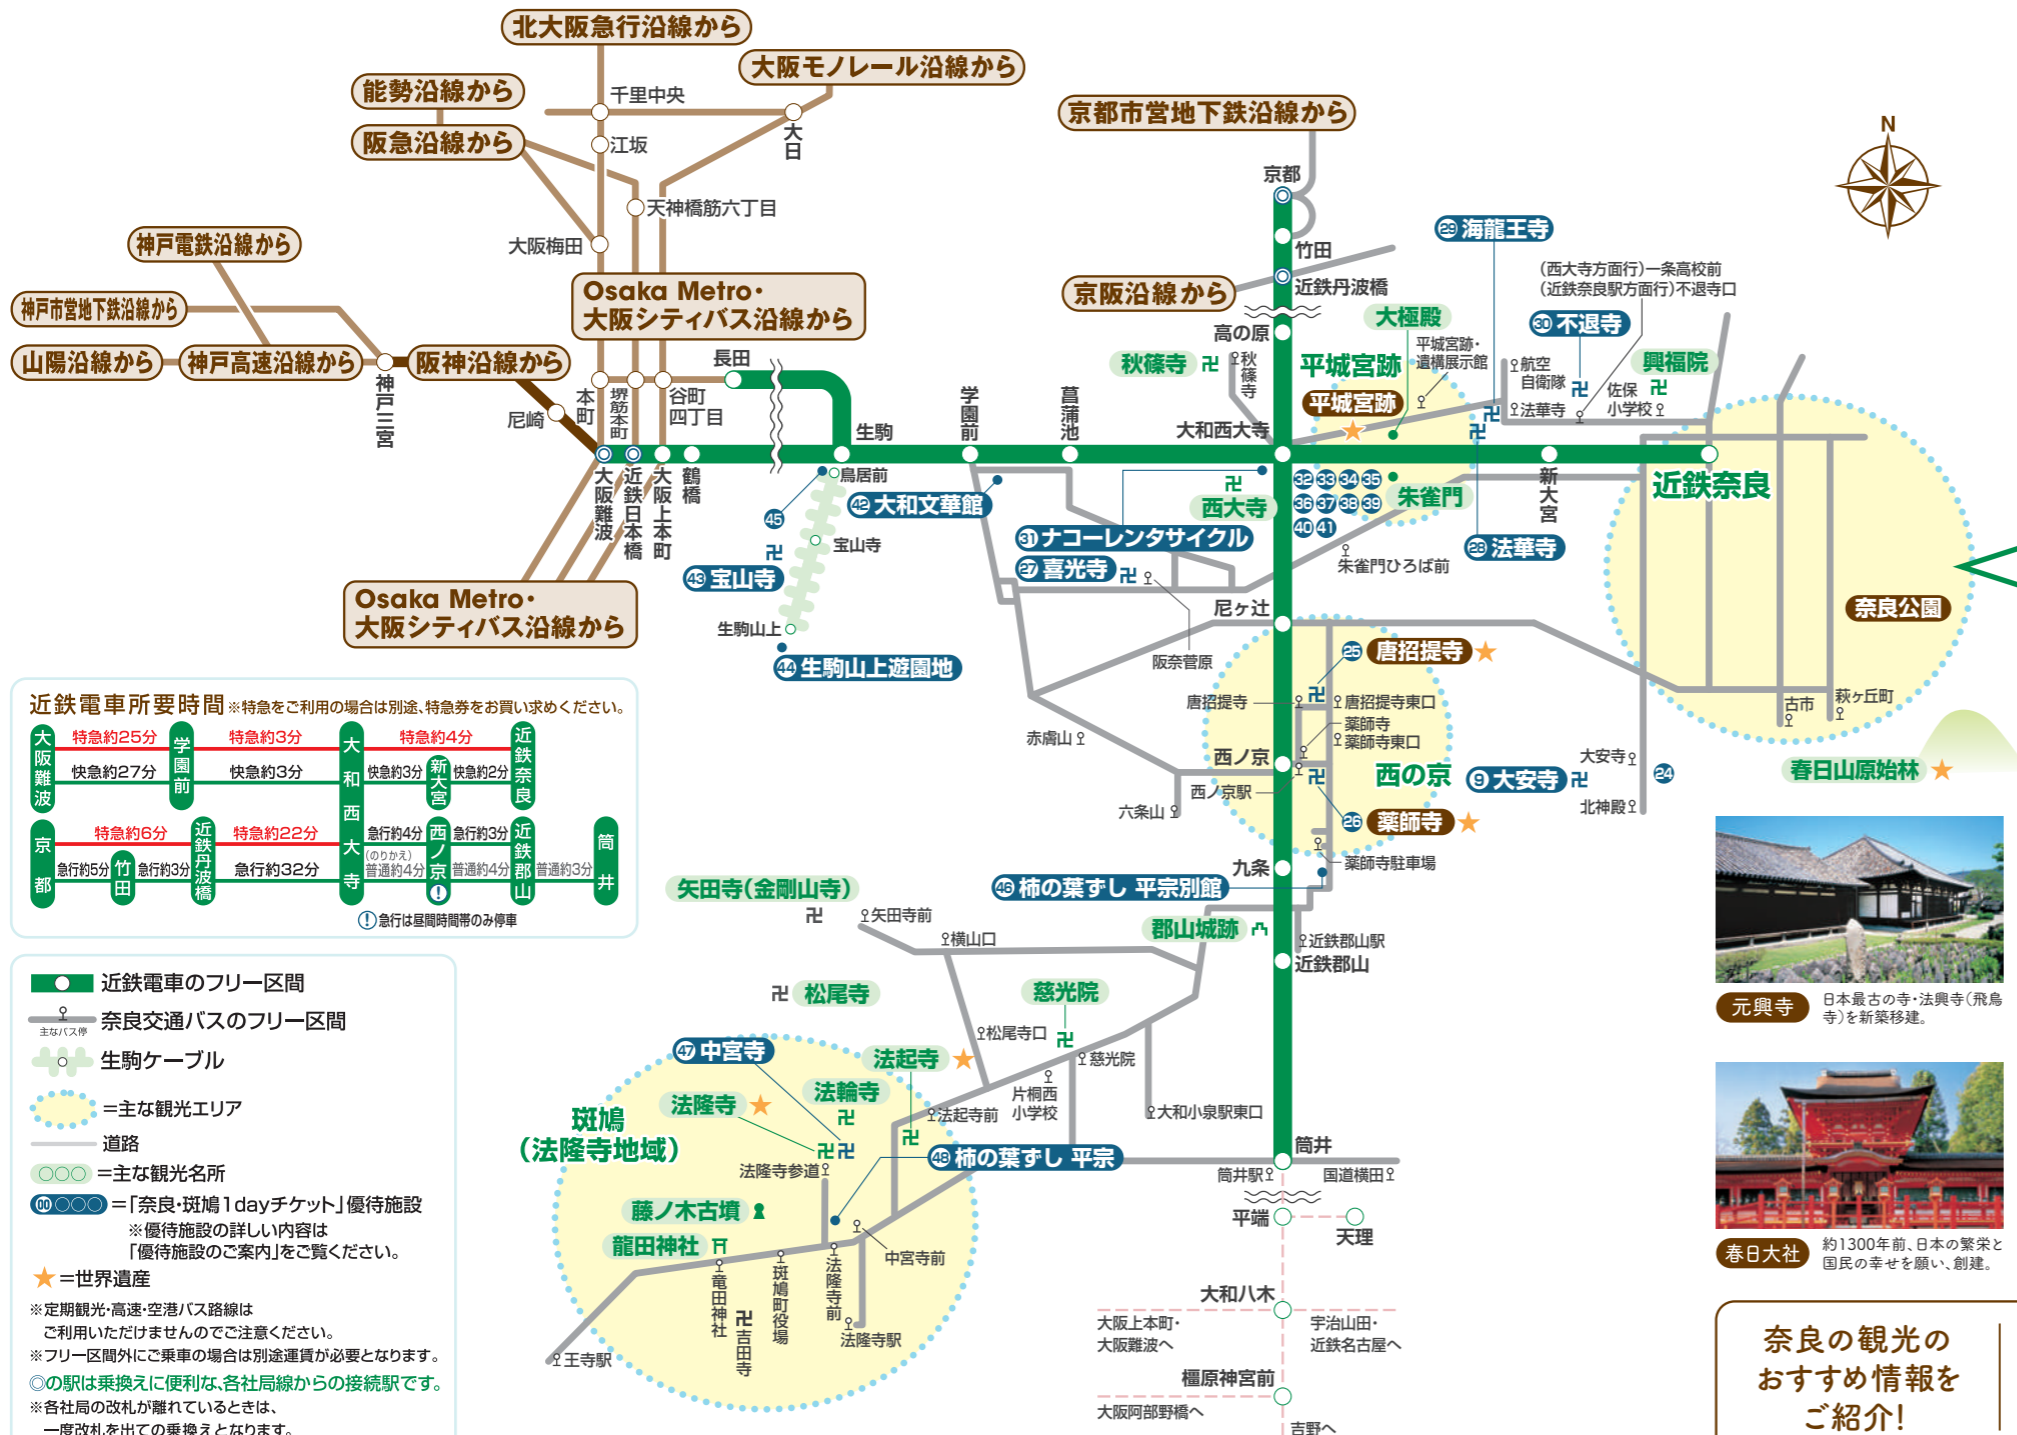 北大阪急行沿線から
大阪モノレール沿線から
能勢沿線から
阪急沿線から
千里中央
江坂
大日
天神橋筋六丁目
大阪梅田
神戸電鉄沿線から
神戸市営地下鉄沿線から
山陽沿線から
神戸高速沿線から
阪神沿線から
神戸三宮
尼崎
Osaka Metro・
大阪シティバス沿線から
本町
堺筋本町
谷町
四丁目
長田
大阪難波
近鉄日本橋
大阪上本町
鶴橋
Osaka Metro・
大阪シティバス沿線から
生駒
鳥居前
宝山寺
生駒山上
45
43 宝山寺
44 生駒山上遊園地
学園前
菖蒲池
42 大和文華館
31 ナコーレンタサイクル
27 喜光寺
阪奈菅原
京都市営地下鉄沿線から
京都
竹田
近鉄丹波橋
京阪沿線から
高の原
秋篠寺
秋篠寺
大和西大寺
西大寺
平城宮跡
平城宮跡
大極殿
平城宮跡・
遺構展示館
32 33 34 35
36 37 38 39
40 41
朱雀門
朱雀門ひろば前
29 海龍王寺
(西大寺方面行)一条高校前
(近鉄奈良駅方面行)不退寺口
30 不退寺
航空
自衛隊
法華寺
佐保
小学校
興福院
28 法華寺
新大宮
近鉄奈良
奈良公園
N
尼ヶ辻
25 唐招提寺
唐招提寺
唐招提寺東口
薬師寺
薬師寺東口
西ノ京
西の京
西ノ京駅
26 薬師寺
薬師寺駐車場
赤膚山
六条山
9 大安寺
大安寺
24
北神殿
古市
萩ヶ丘町
春日山原始林
九条
46 柿の葉ずし 平宗別館
郡山城跡
近鉄郡山駅
近鉄郡山
矢田寺(金剛山寺)
矢田寺前
横山口
松尾寺
松尾寺口
慈光院
慈光院
片桐西
小学校
大和小泉駅東口
47 中宮寺
法起寺
法輪寺
法隆寺
法起寺前
斑鳩
(法隆寺地域)
法隆寺参道
48 柿の葉ずし 平宗
藤ノ木古墳
龍田神社
中宮寺前
竜田神社
斑鳩町役場
法隆寺前
吉田寺
法隆寺駅
王寺駅
筒井
筒井駅
国道横田
平端
天理
大和八木
大阪上本町・
大阪難波へ
宇治山田・
近鉄名古屋へ
橿原神宮前
大阪阿部野橋へ
吉野へ
近鉄電車所要時間 ※特急をご利用の場合は別途、特急券をお買い求めください。
大阪難波
特急約25分
快急約27分
学園前
特急約3分
快急約3分
大和西大寺
特急約4分
快急約3分
新大宮
快急約2分
近鉄奈良
京都
特急約6分
急行約5分
竹田
急行約3分
近鉄丹波橋
特急約22分
急行約32分
急行約4分
(のりかえ)
普通約4分
西ノ京
!
急行約3分
普通約4分
近鉄郡山
普通約3分
筒井
! 急行は昼間時間帯のみ停車
近鉄電車のフリー区間
奈良交通バスのフリー区間
主なバス停
生駒ケーブル
=主な観光エリア
道路
○○○=主な観光名所
00 ○○○=「奈良・斑鳩1dayチケット」優待施設
※優待施設の詳しい内容は
「優待施設のご案内」をご覧ください。
★=世界遺産
※定期観光・高速・空港バス路線は
ご利用いただけませんのでご注意ください。
※フリー区間外にご乗車の場合は別途運賃が必要となります。
◎の駅は乗換えに便利な、各社局線からの接続駅です。
※各社局の改札が離れているときは、
一度改札を出ての乗換えとなります。
元興寺
日本最古の寺・法興寺(飛鳥
寺)を新築移建。
春日大社
約1300年前、日本の繁栄と
国民の幸せを願い、創建。
奈良の観光の
おすすめ情報を
ご紹介!